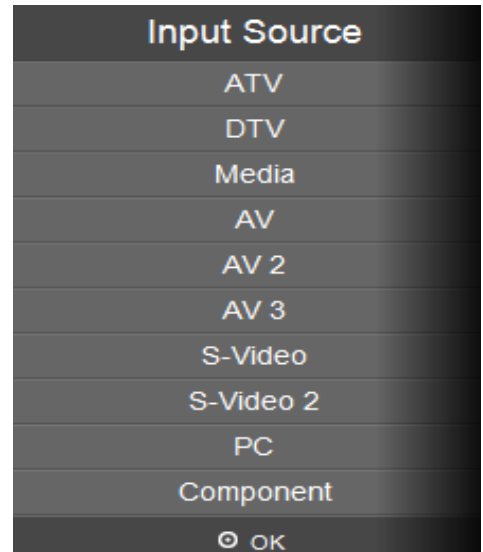 Input Source
ATV
DTV
Media
AV
AV 2
AV 3
S-Video
S-Video 2
PC
Component
OK